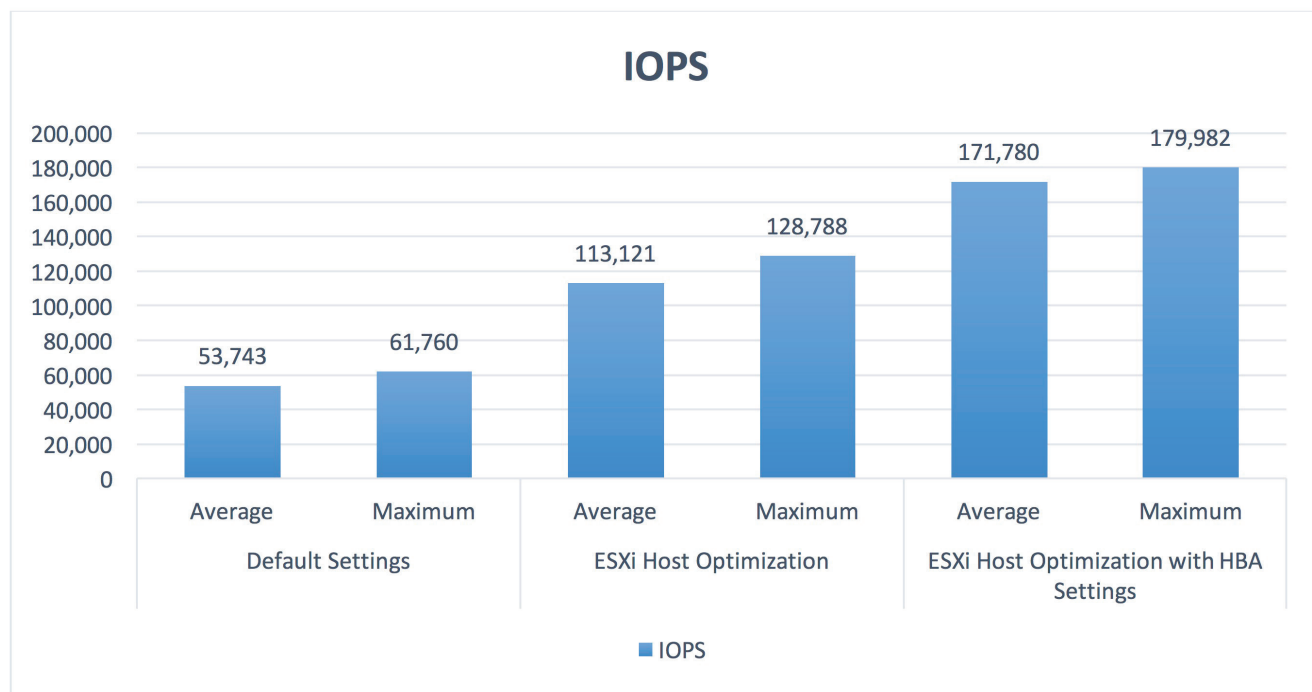 IOPS
200,000
180,000
160,000
140,000
120,000
100,000
80,000
60,000
40,000
20,000
0
53,743
61,760
113,121
128,788
171,780
179,982
Average
Maximum
Average
Maximum
Average
Maximum
Default Settings
ESXi Host Optimization
ESXi Host Optimization with HBA
Settings
IOPS